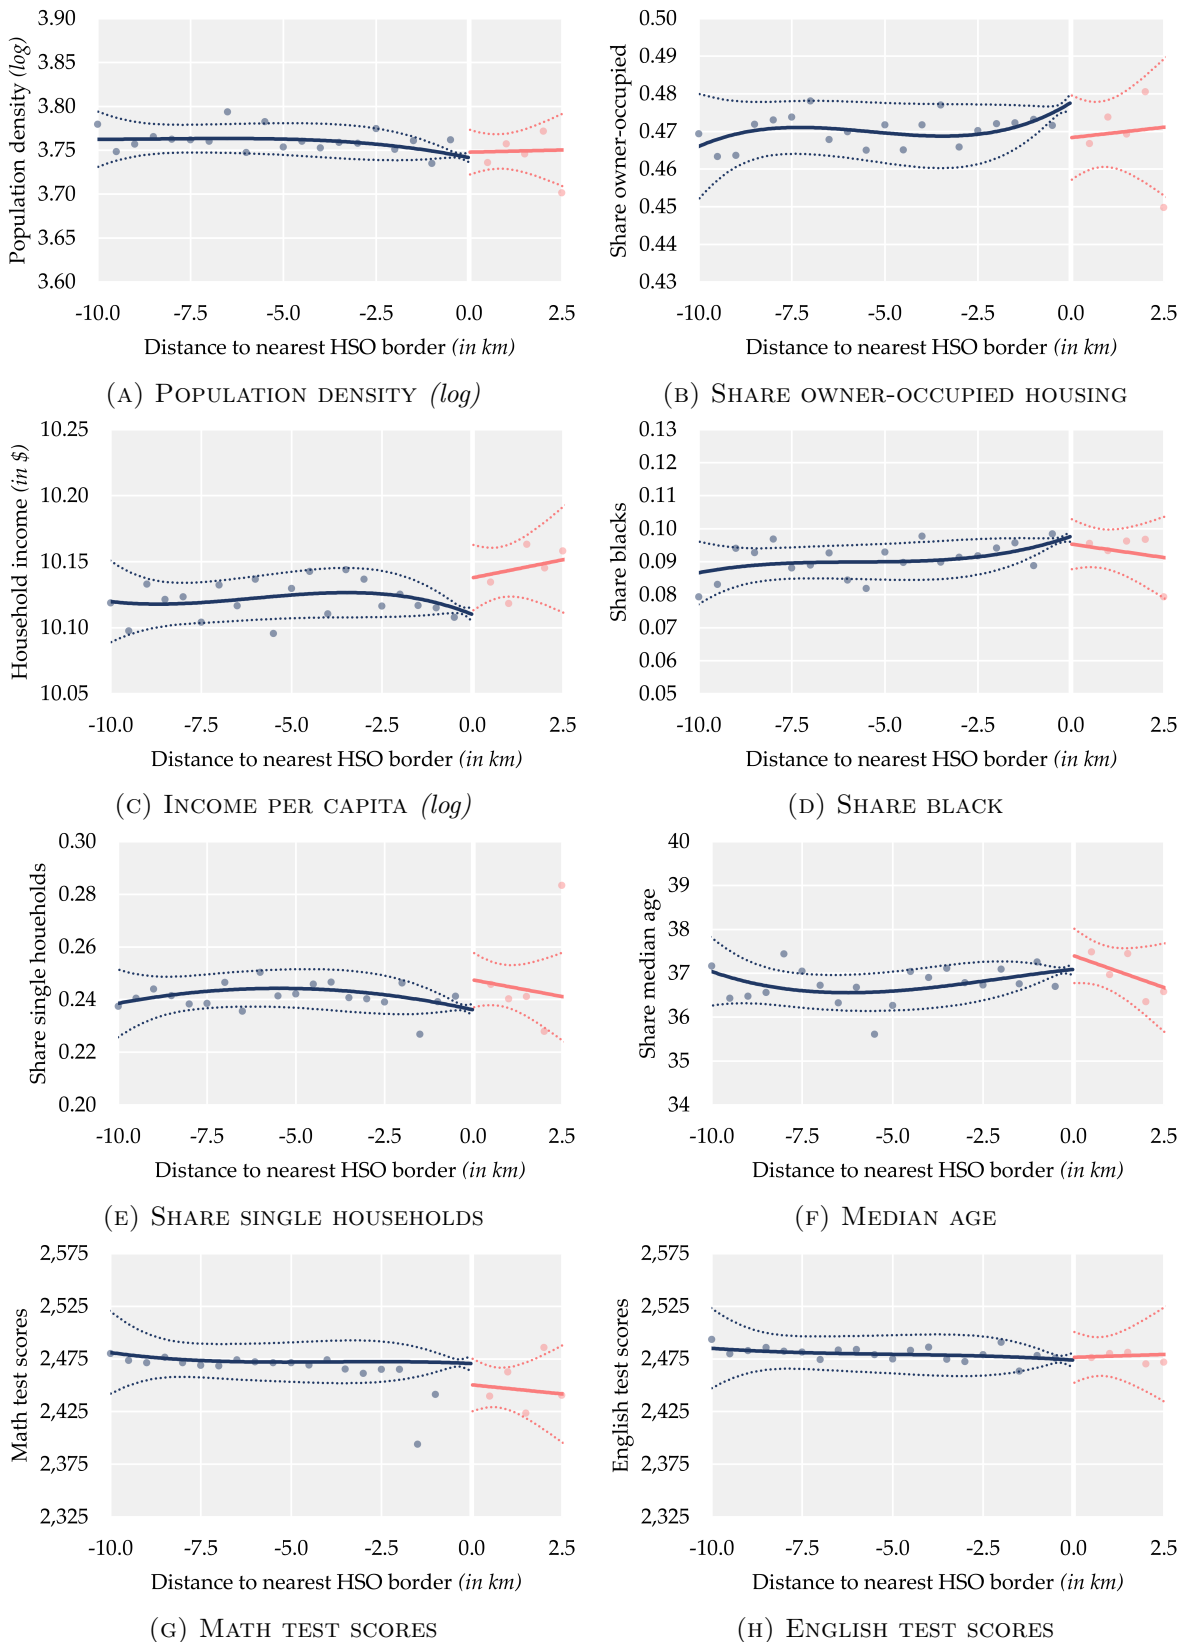 Population density (log)
3.90
3.85
3.80
3.75
3.70
3.65
3.60
-10.0 -7.5 -5.0 -2.5 0.0 2.5
Distance to nearest HSO border (in km)
(A) Population density (log)
Share owner-occupied
0.50
0.49
0.48
0.47
0.46
0.45
0.44
0.43
-10.0 -7.5 -5.0 -2.5 0.0 2.5
Distance to nearest HSO border (in km)
(B) Share owner-occupied housing
Household income (in $)
10.25
10.20
10.15
10.10
10.05
-10.0 -7.5 -5.0 -2.5 0.0 2.5
Distance to nearest HSO border (in km)
(C) Income per capita (log)
Share blacks
0.13
0.12
0.11
0.10
0.09
0.08
0.07
0.06
0.05
-10.0 -7.5 -5.0 -2.5 0.0 2.5
Distance to nearest HSO border (in km)
(D) Share black
Share single houeholds
0.30
0.28
0.26
0.24
0.22
0.20
-10.0 -7.5 -5.0 -2.5 0.0 2.5
Distance to nearest HSO border (in km)
(E) Share single households
Share median age
40
39
38
37
36
35
34
-10.0 -7.5 -5.0 -2.5 0.0 2.5
Distance to nearest HSO border (in km)
(F) Median age
Math test scores
2,575
2,525
2,475
2,425
2,375
2,325
-10.0 -7.5 -5.0 -2.5 0.0 2.5
Distance to nearest HSO border (in km)
(G) Math test scores
English test scores
2,575
2,525
2,475
2,425
2,375
2,325
-10.0 -7.5 -5.0 -2.5 0.0 2.5
Distance to nearest HSO border (in km)
(H) English test scores